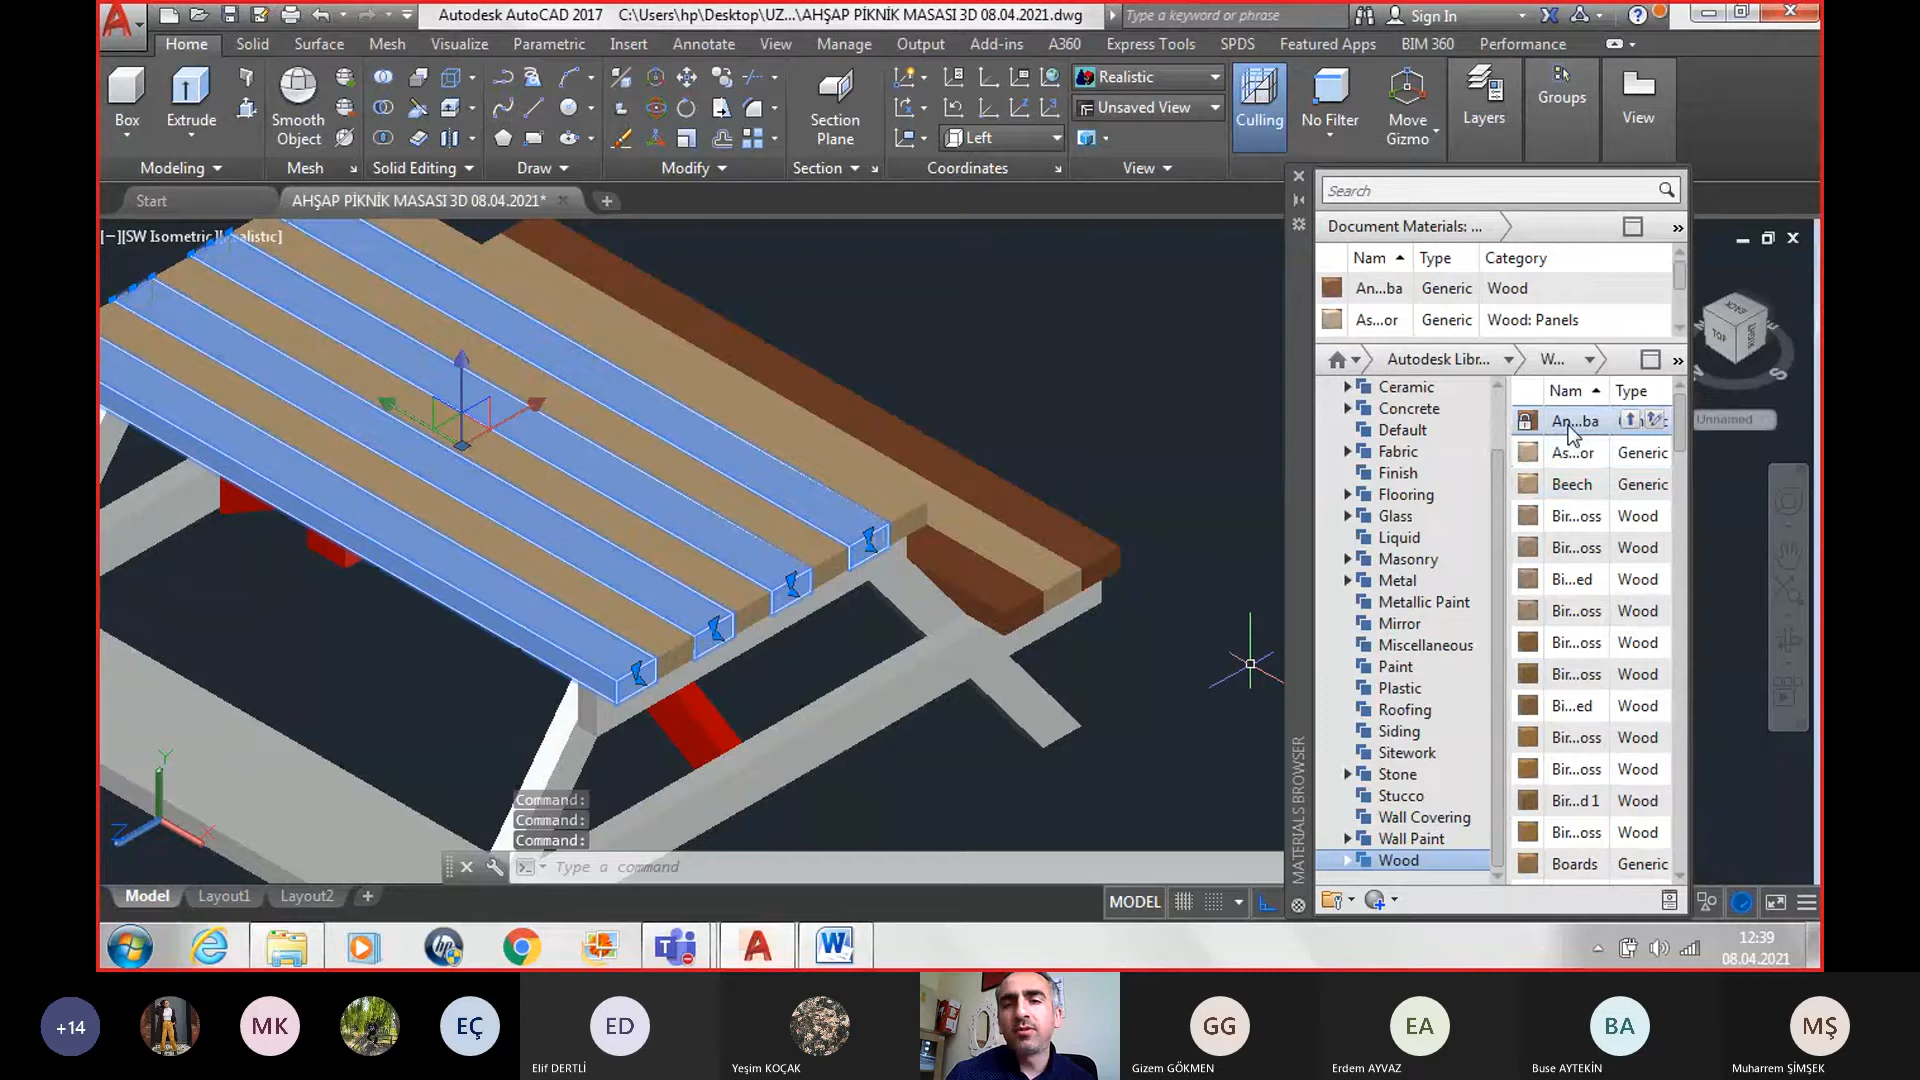 Autodesk AutoCAD 2017 C:\Users\hp\Desktop\UZ...\AHŞAP PİKNİK MASASI 3D 08.04.2021.dwg
Type a keyword or phrase
Sign In
Home Solid Surface Mesh Visualize Parametric Insert Annotate View Manage Output Add-ins A360 Express Tools SPDS Featured Apps BIM 360 Performance
Box
Extrude
Smooth
Object
Section
Plane
Realistic
Unsaved View
Left
Culling
No Filter
Move
Gizmo
Layers
Groups
View
Modeling Mesh Solid Editing Draw Modify Section Coordinates View
Start
AHŞAP PİKNİK MASASI 3D 08.04.2021*
[−][SW Isometric]
Search
Document Materials: ...
Nam Type Category
An...ba Generic Wood
As...or Generic Wood: Panels
Autodesk Libr... W...
Ceramic
Concrete
Default
Fabric
Finish
Flooring
Glass
Liquid
Masonry
Metal
Metallic Paint
Mirror
Miscellaneous
Paint
Plastic
Roofing
Siding
Sitework
Stone
Stucco
Wall Covering
Wall Paint
Wood
Nam Type
An...ba
As...or Generic
Beech Generic
Bir...oss Wood
Bir...oss Wood
Bi...ed Wood
Bir...oss Wood
Bir...oss Wood
Bir...oss Wood
Bi...ed Wood
Bir...oss Wood
Bir...oss Wood
Bir...d 1 Wood
Bir...oss Wood
Boards Generic
MATERIALS BROWSER
TOP
BACK
S
Unnamed
Y
Z
X
Command:
Command:
Command:
Type a command
Model Layout1 Layout2
MODEL
12:39
08.04.2021
+14
MK
EÇ
ED
Elif DERTLİ
Yeşim KOÇAK
GG
Gizem GÖKMEN
EA
Erdem AYVAZ
BA
Buse AYTEKİN
MŞ
Muharrem ŞİMŞEK